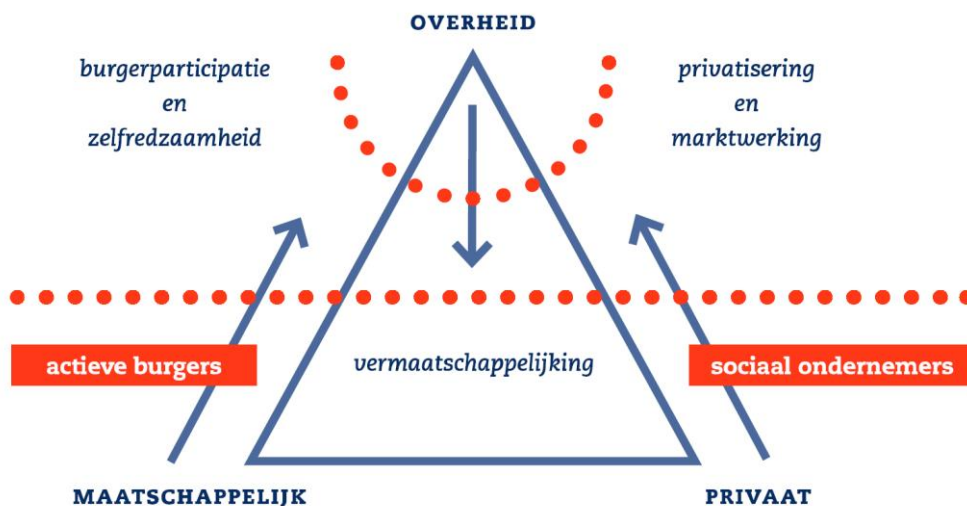 OVERHEID
burgerparticipatie
en
zelfredzaamheid
privatisering
en
marktwerking
actieve burgers
vermaatschappelijking
sociaal ondernemers
MAATSCHAPPELIJK
PRIVAAT